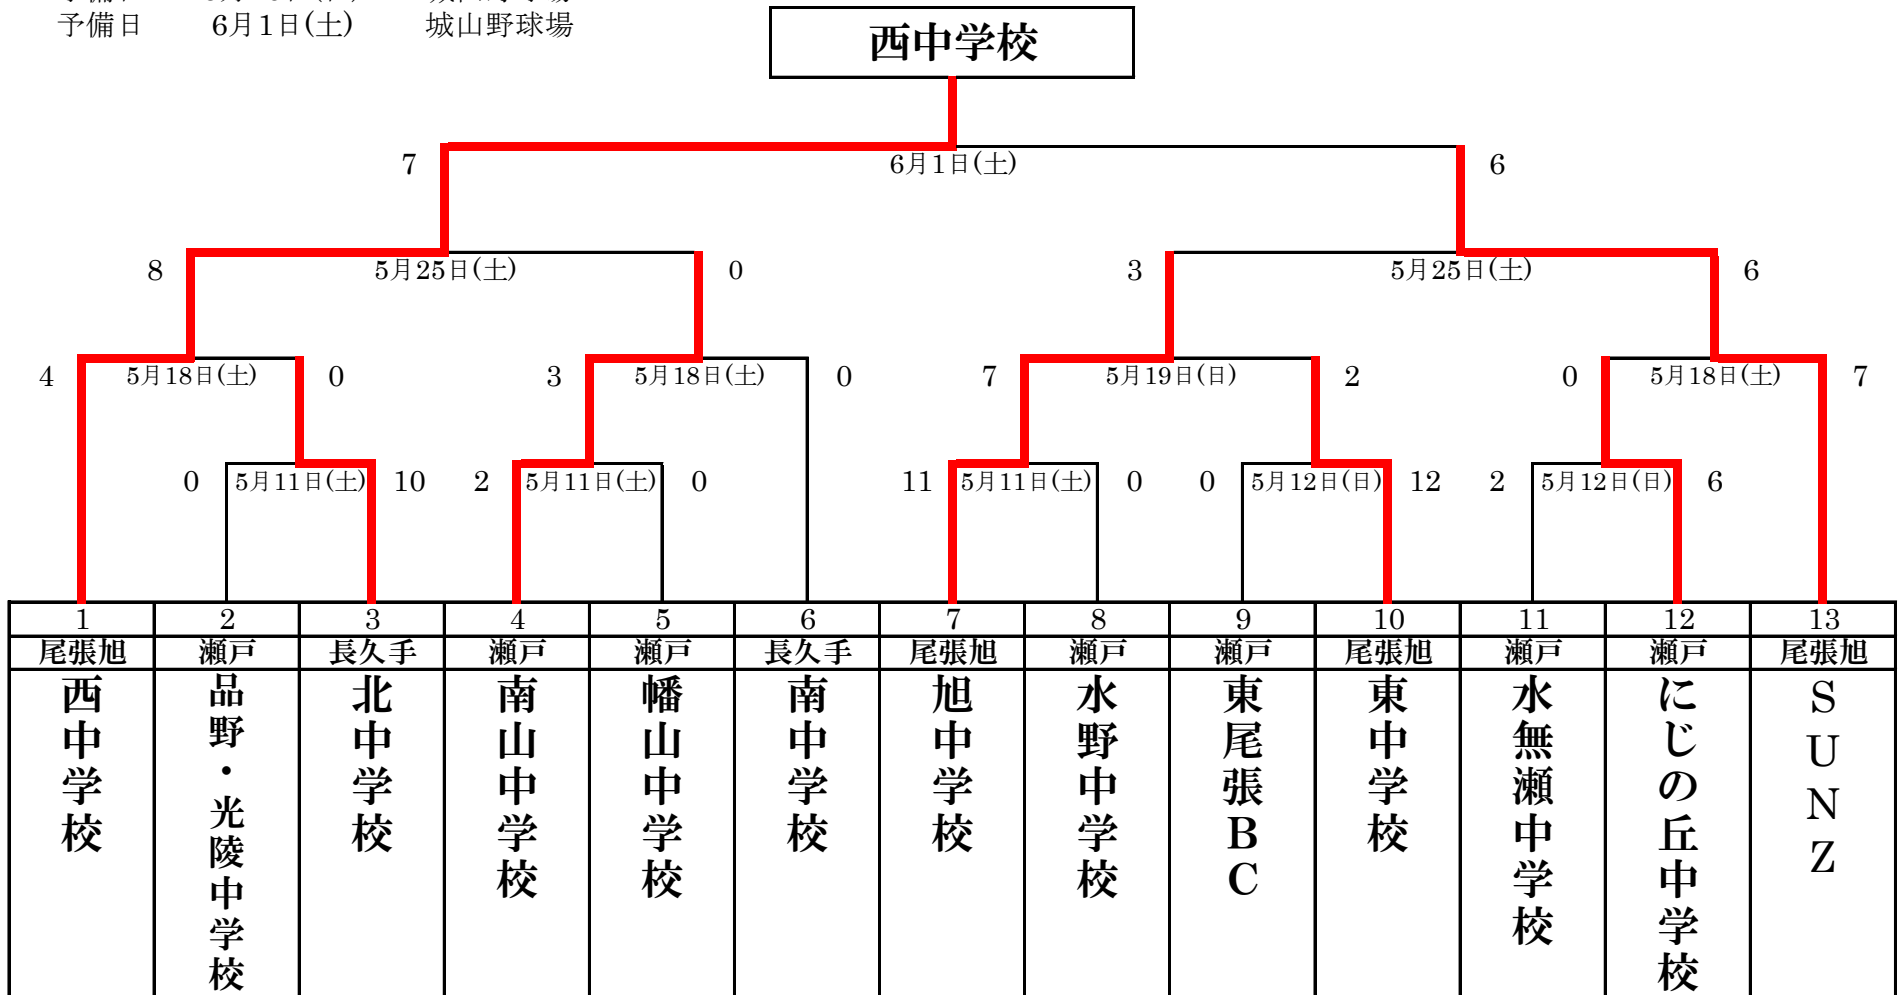 予備日 6月1日(土) 城山野球場
西中学校
7 6月1日(土) 6
8 5月25日(土) 0 3 5月25日(土) 6
4 5月18日(土) 0 3 5月18日(土) 0 7 5月19日(日) 2 0 5月18日(土) 7
0 5月11日(土) 10 2 5月11日(土) 0 11 5月11日(土) 0 0 5月12日(日) 12 2 5月12日(日) 6
1 2 3 4 5 6 7 8 9 10 11 12 13
尾張旭 瀬戸 長久手 瀬戸 瀬戸 長久手 尾張旭 瀬戸 瀬戸 尾張旭 瀬戸 瀬戸 尾張旭
西中学校
品野・光陵中学校
北中学校
南山中学校
幡山中学校
南中学校
旭中学校
水野中学校
東尾張BC
東中学校
水無瀬中学校
にじの丘中学校
SUNZ